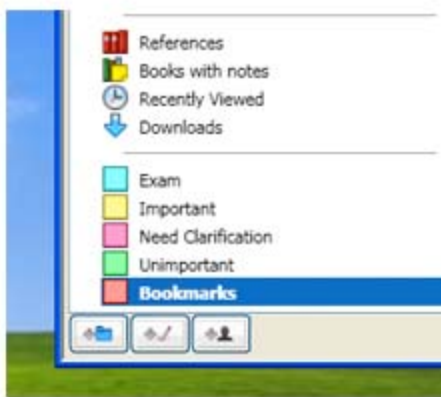 References
Books with notes
Recently Viewed
Downloads
Exam
Important
Need Clarification
Unimportant
Bookmarks